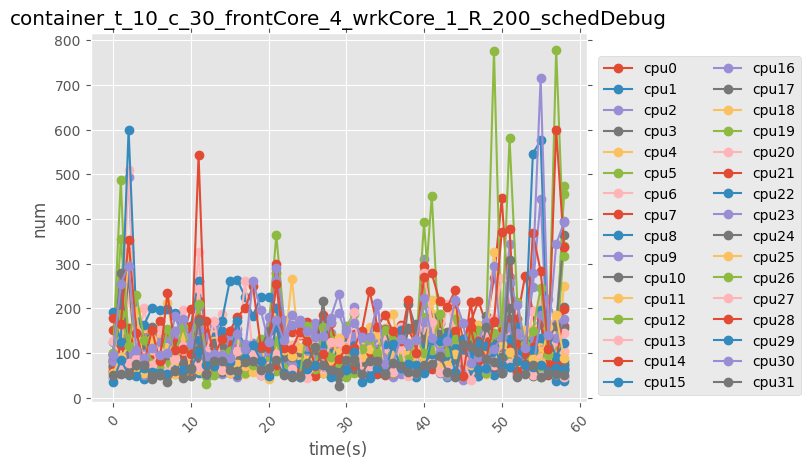 container_t_10_c_30_frontCore_4_wrkCore_1_R_200_schedDebug
800
700
600
500
400
300
200
100
0
num
0
10
20
30
40
50
60
time(s)
cpu0
cpu1
cpu2
cpu3
cpu4
cpu5
cpu6
cpu7
cpu8
cpu9
cpu10
cpu11
cpu12
cpu13
cpu14
cpu15
cpu16
cpu17
cpu18
cpu19
cpu20
cpu21
cpu22
cpu23
cpu24
cpu25
cpu26
cpu27
cpu28
cpu29
cpu30
cpu31